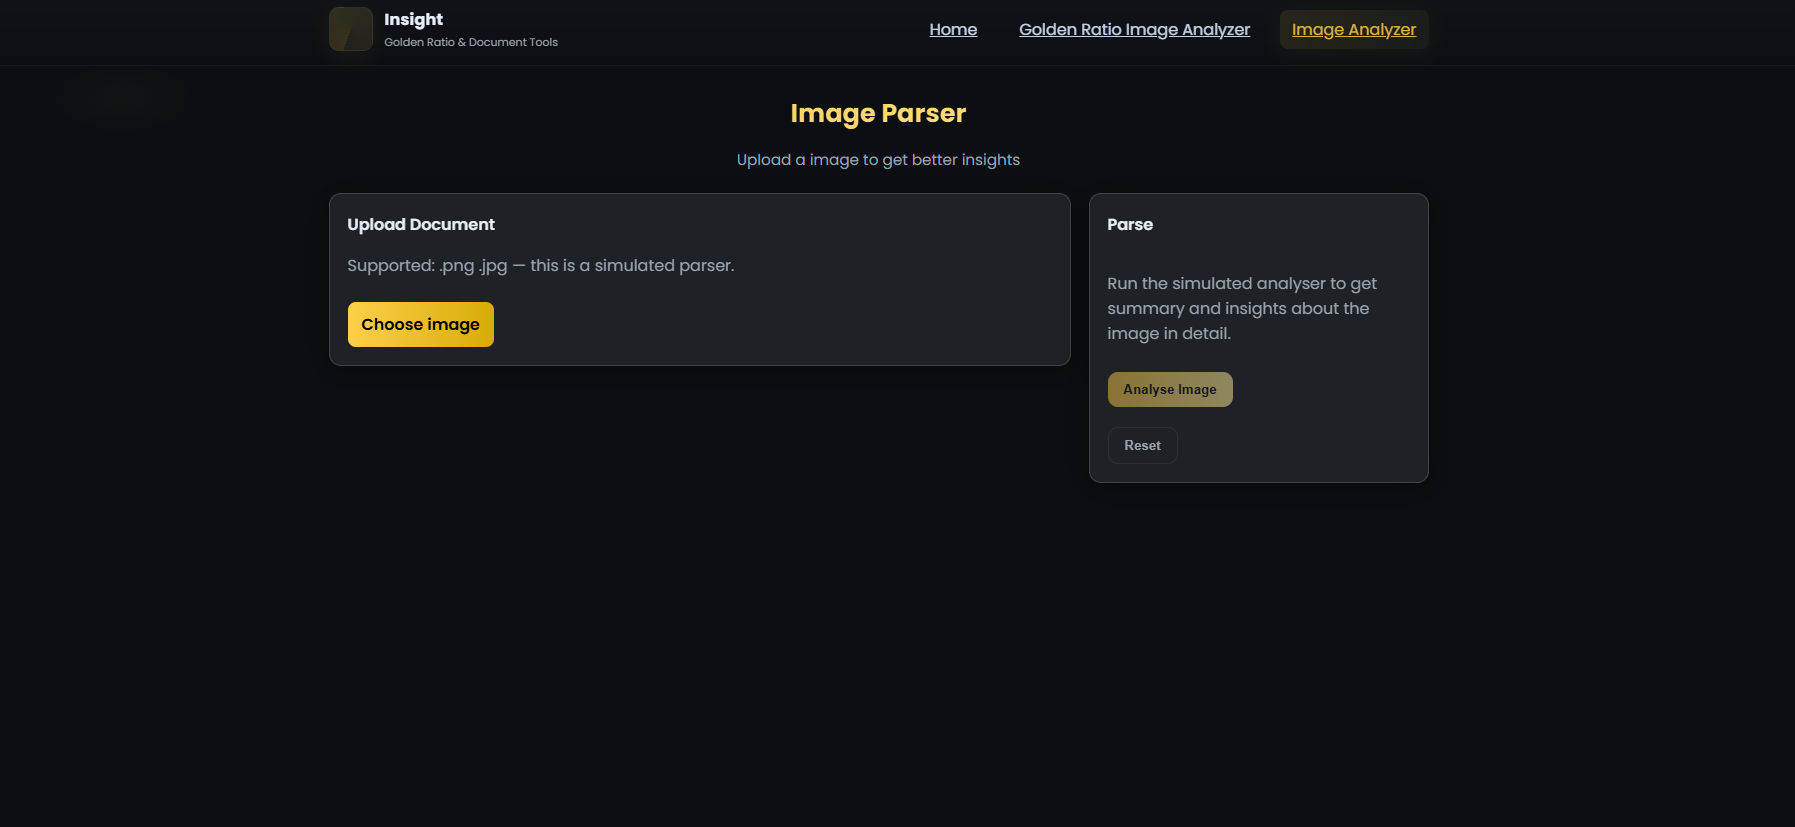 Insight
Golden Ratio & Document Tools
Home
Golden Ratio Image Analyzer
Image Analyzer
Image Parser
Upload a image to get better insights
Upload Document
Supported: .png .jpg — this is a simulated parser.
Choose image
Parse
Run the simulated analyser to get
summary and insights about the
image in detail.
Analyse Image
Reset